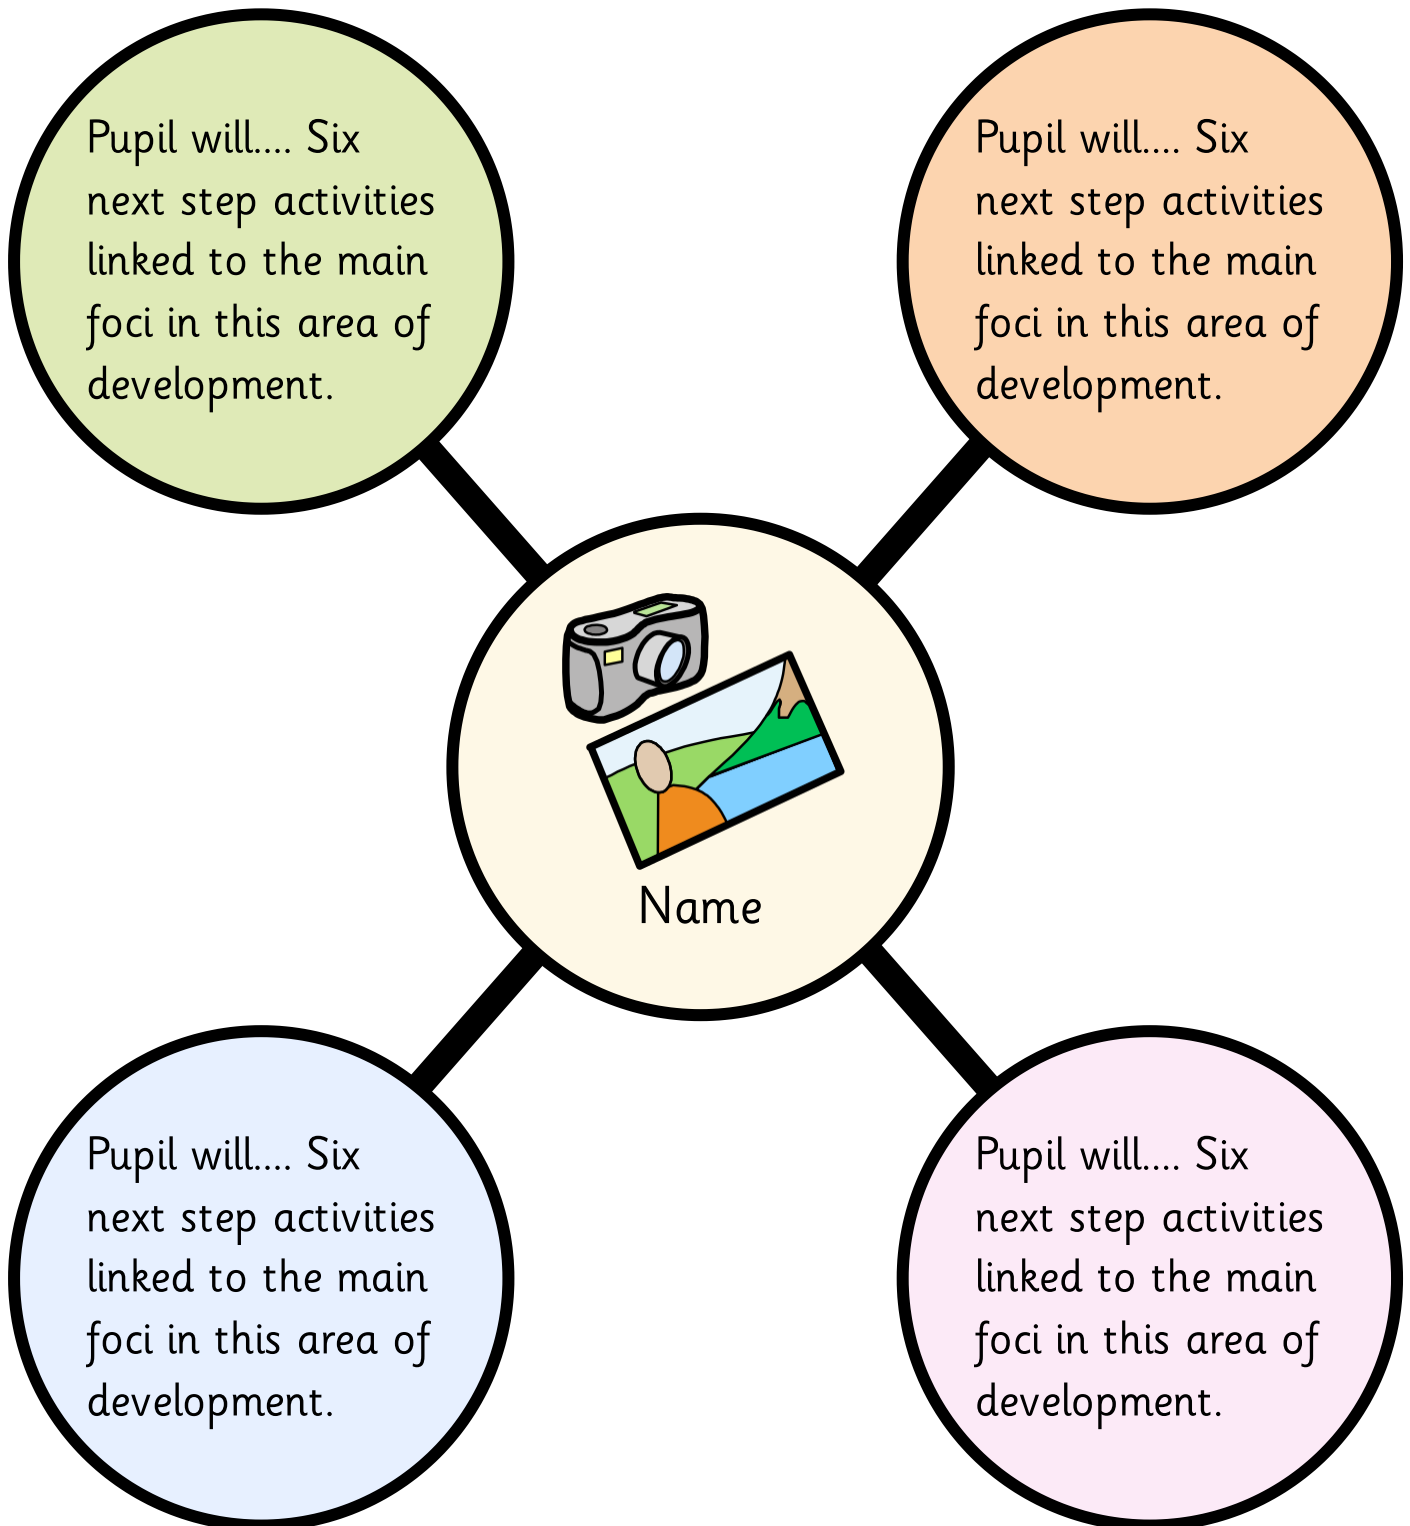 Pupil will.... Six
next step activities
linked to the main
foci in this area of
development.
Pupil will.... Six
next step activities
linked to the main
foci in this area of
development.
Name
Pupil will.... Six
next step activities
linked to the main
foci in this area of
development.
Pupil will.... Six
next step activities
linked to the main
foci in this area of
development.